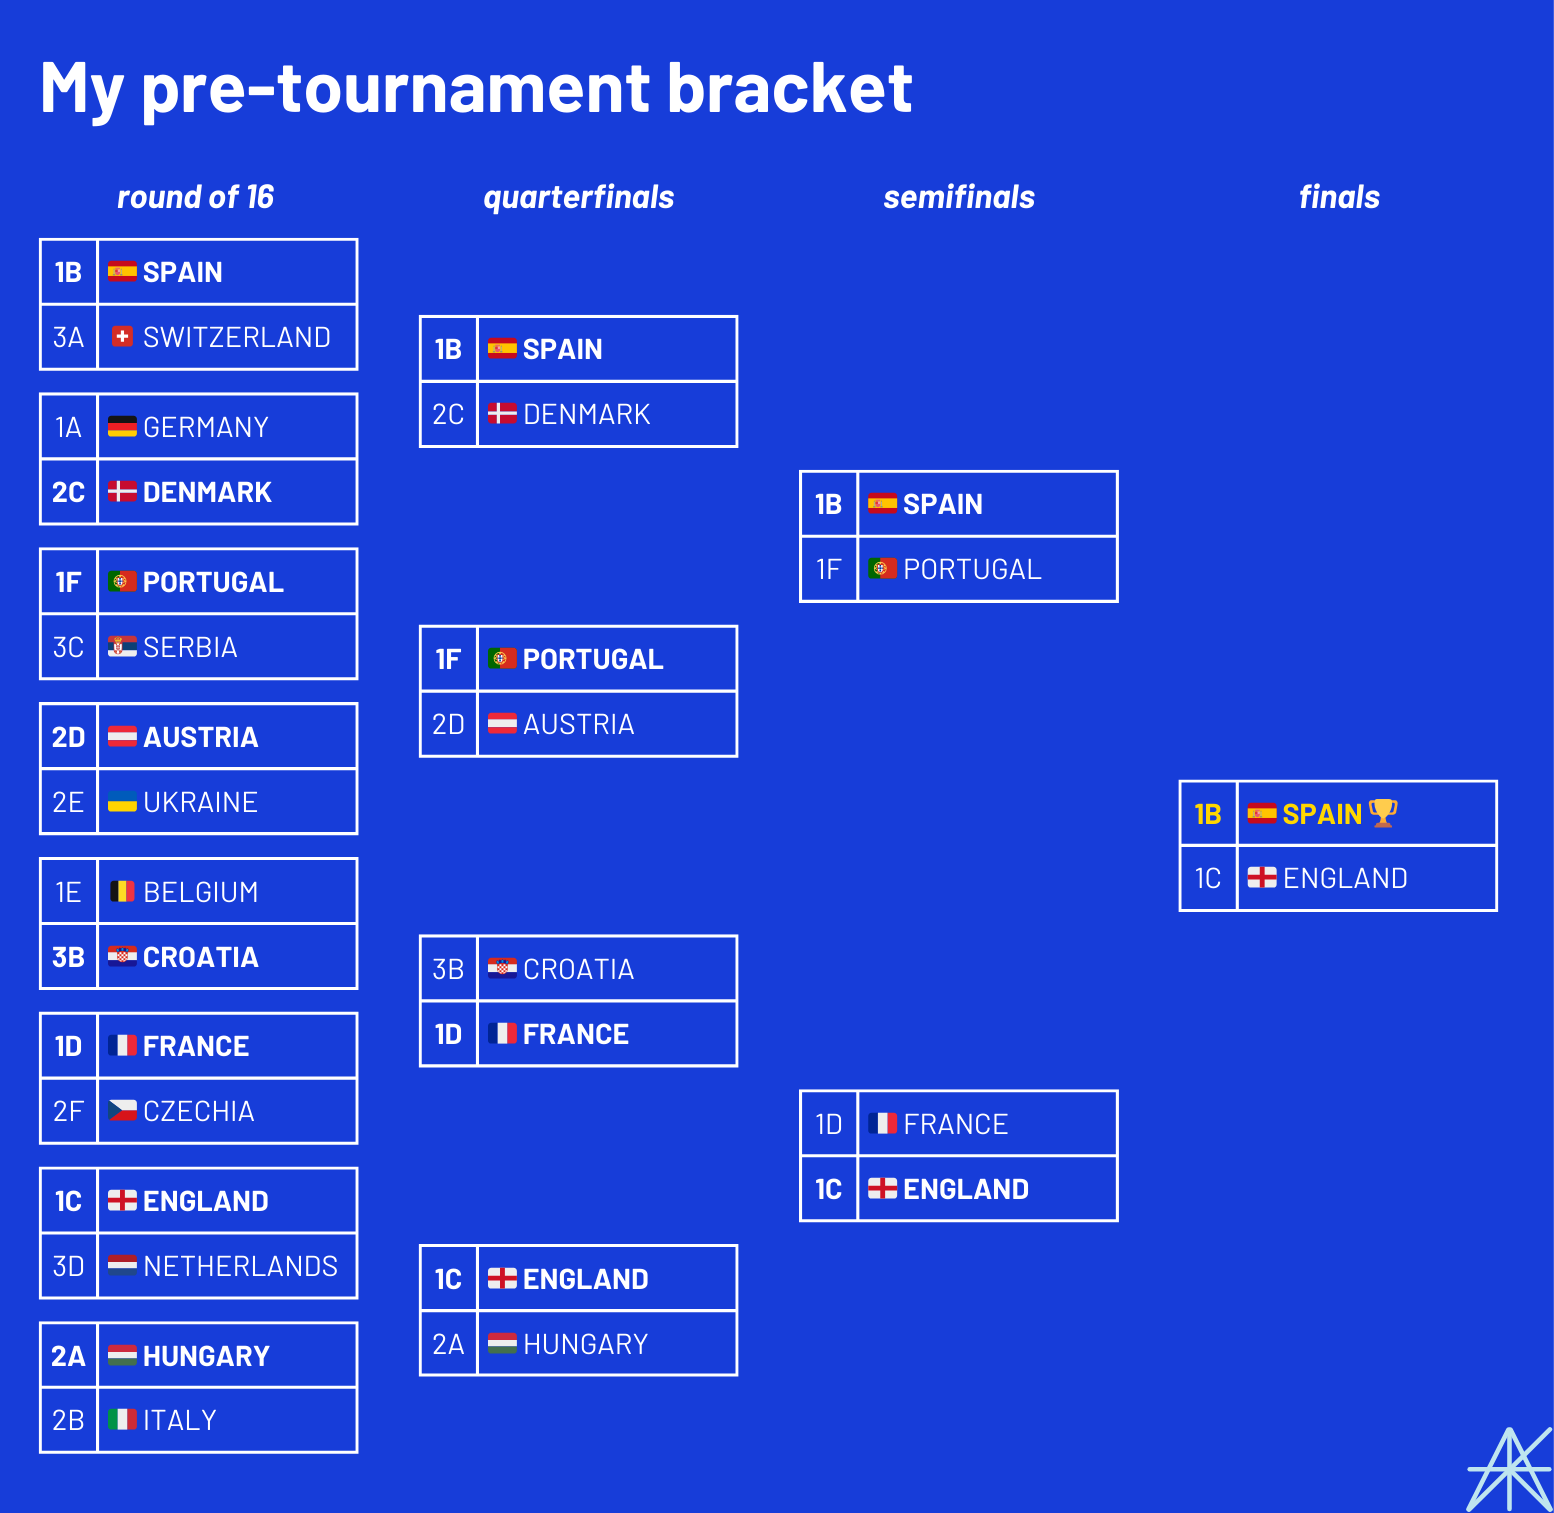 My pre-tournament bracket
round of 16
quarterfinals
semifinals
finals
1B SPAIN
3A SWITZERLAND
1A GERMANY
2C DENMARK
1F PORTUGAL
3C SERBIA
2D AUSTRIA
2E UKRAINE
1E BELGIUM
3B CROATIA
1D FRANCE
2F CZECHIA
1C ENGLAND
3D NETHERLANDS
2A HUNGARY
2B ITALY
1B SPAIN
2C DENMARK
1F PORTUGAL
2D AUSTRIA
3B CROATIA
1D FRANCE
1C ENGLAND
2A HUNGARY
1B SPAIN
1F PORTUGAL
1D FRANCE
1C ENGLAND
1B SPAIN
1C ENGLAND